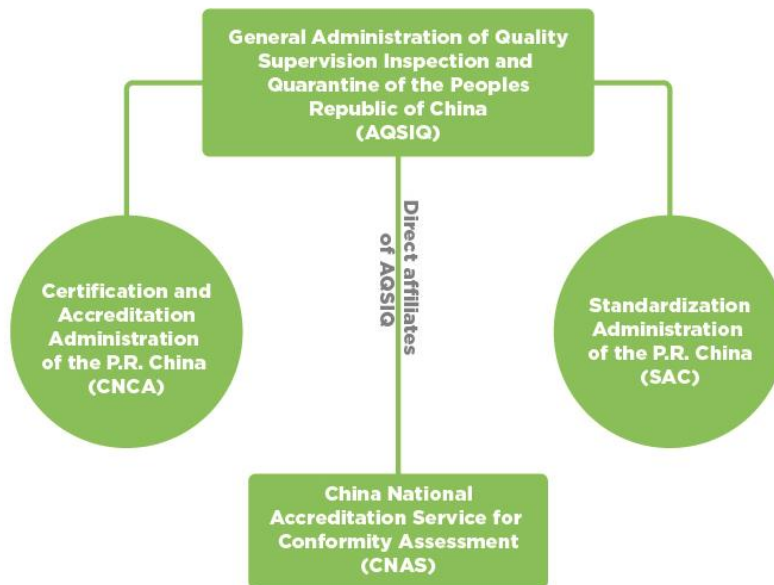 General Administration of Quality
Supervision Inspection and
Quarantine of the Peoples
Republic of China
(AQSIQ)
Direct affiliates
of AQSIQ
Certification and
Accreditation
Administration
of the P.R. China
(CNCA)
Standardization
Administration
of the P.R. China
(SAC)
China National
Accreditation Service for
Conformity Assessment
(CNAS)